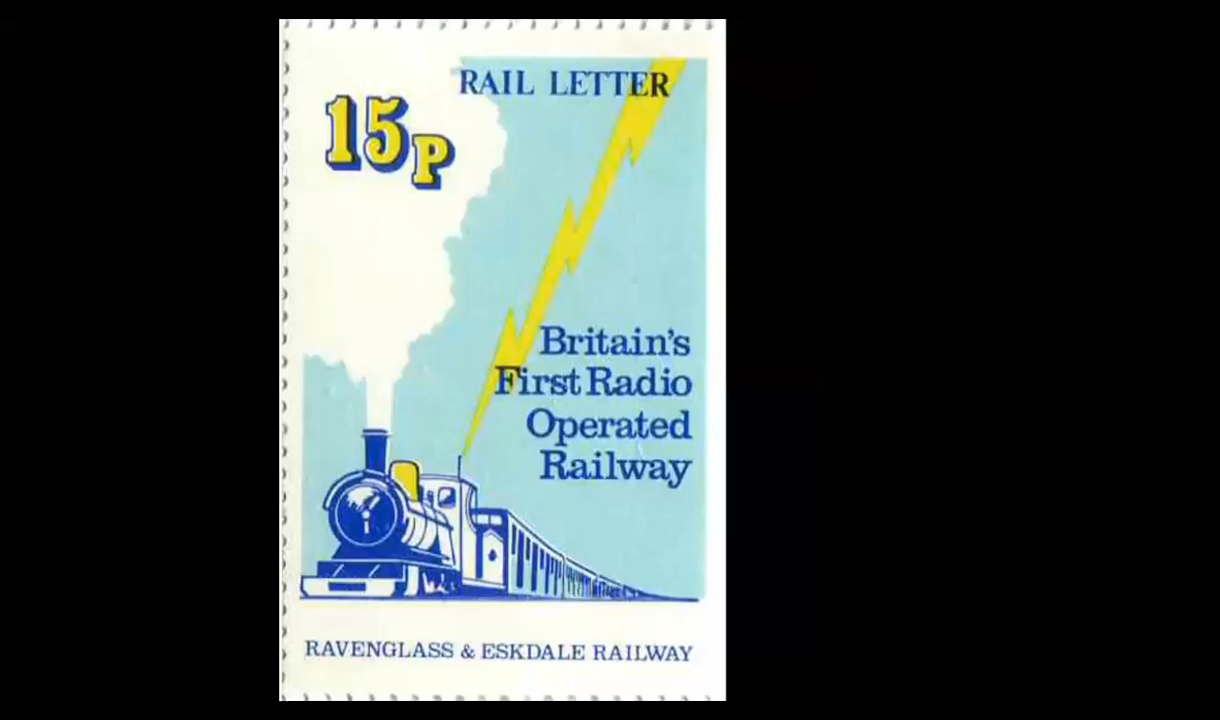 RAIL LETTER
15P
Britain's
First Radio
Operated
Railway
RAVENGLASS & ESKDALE RAILWAY